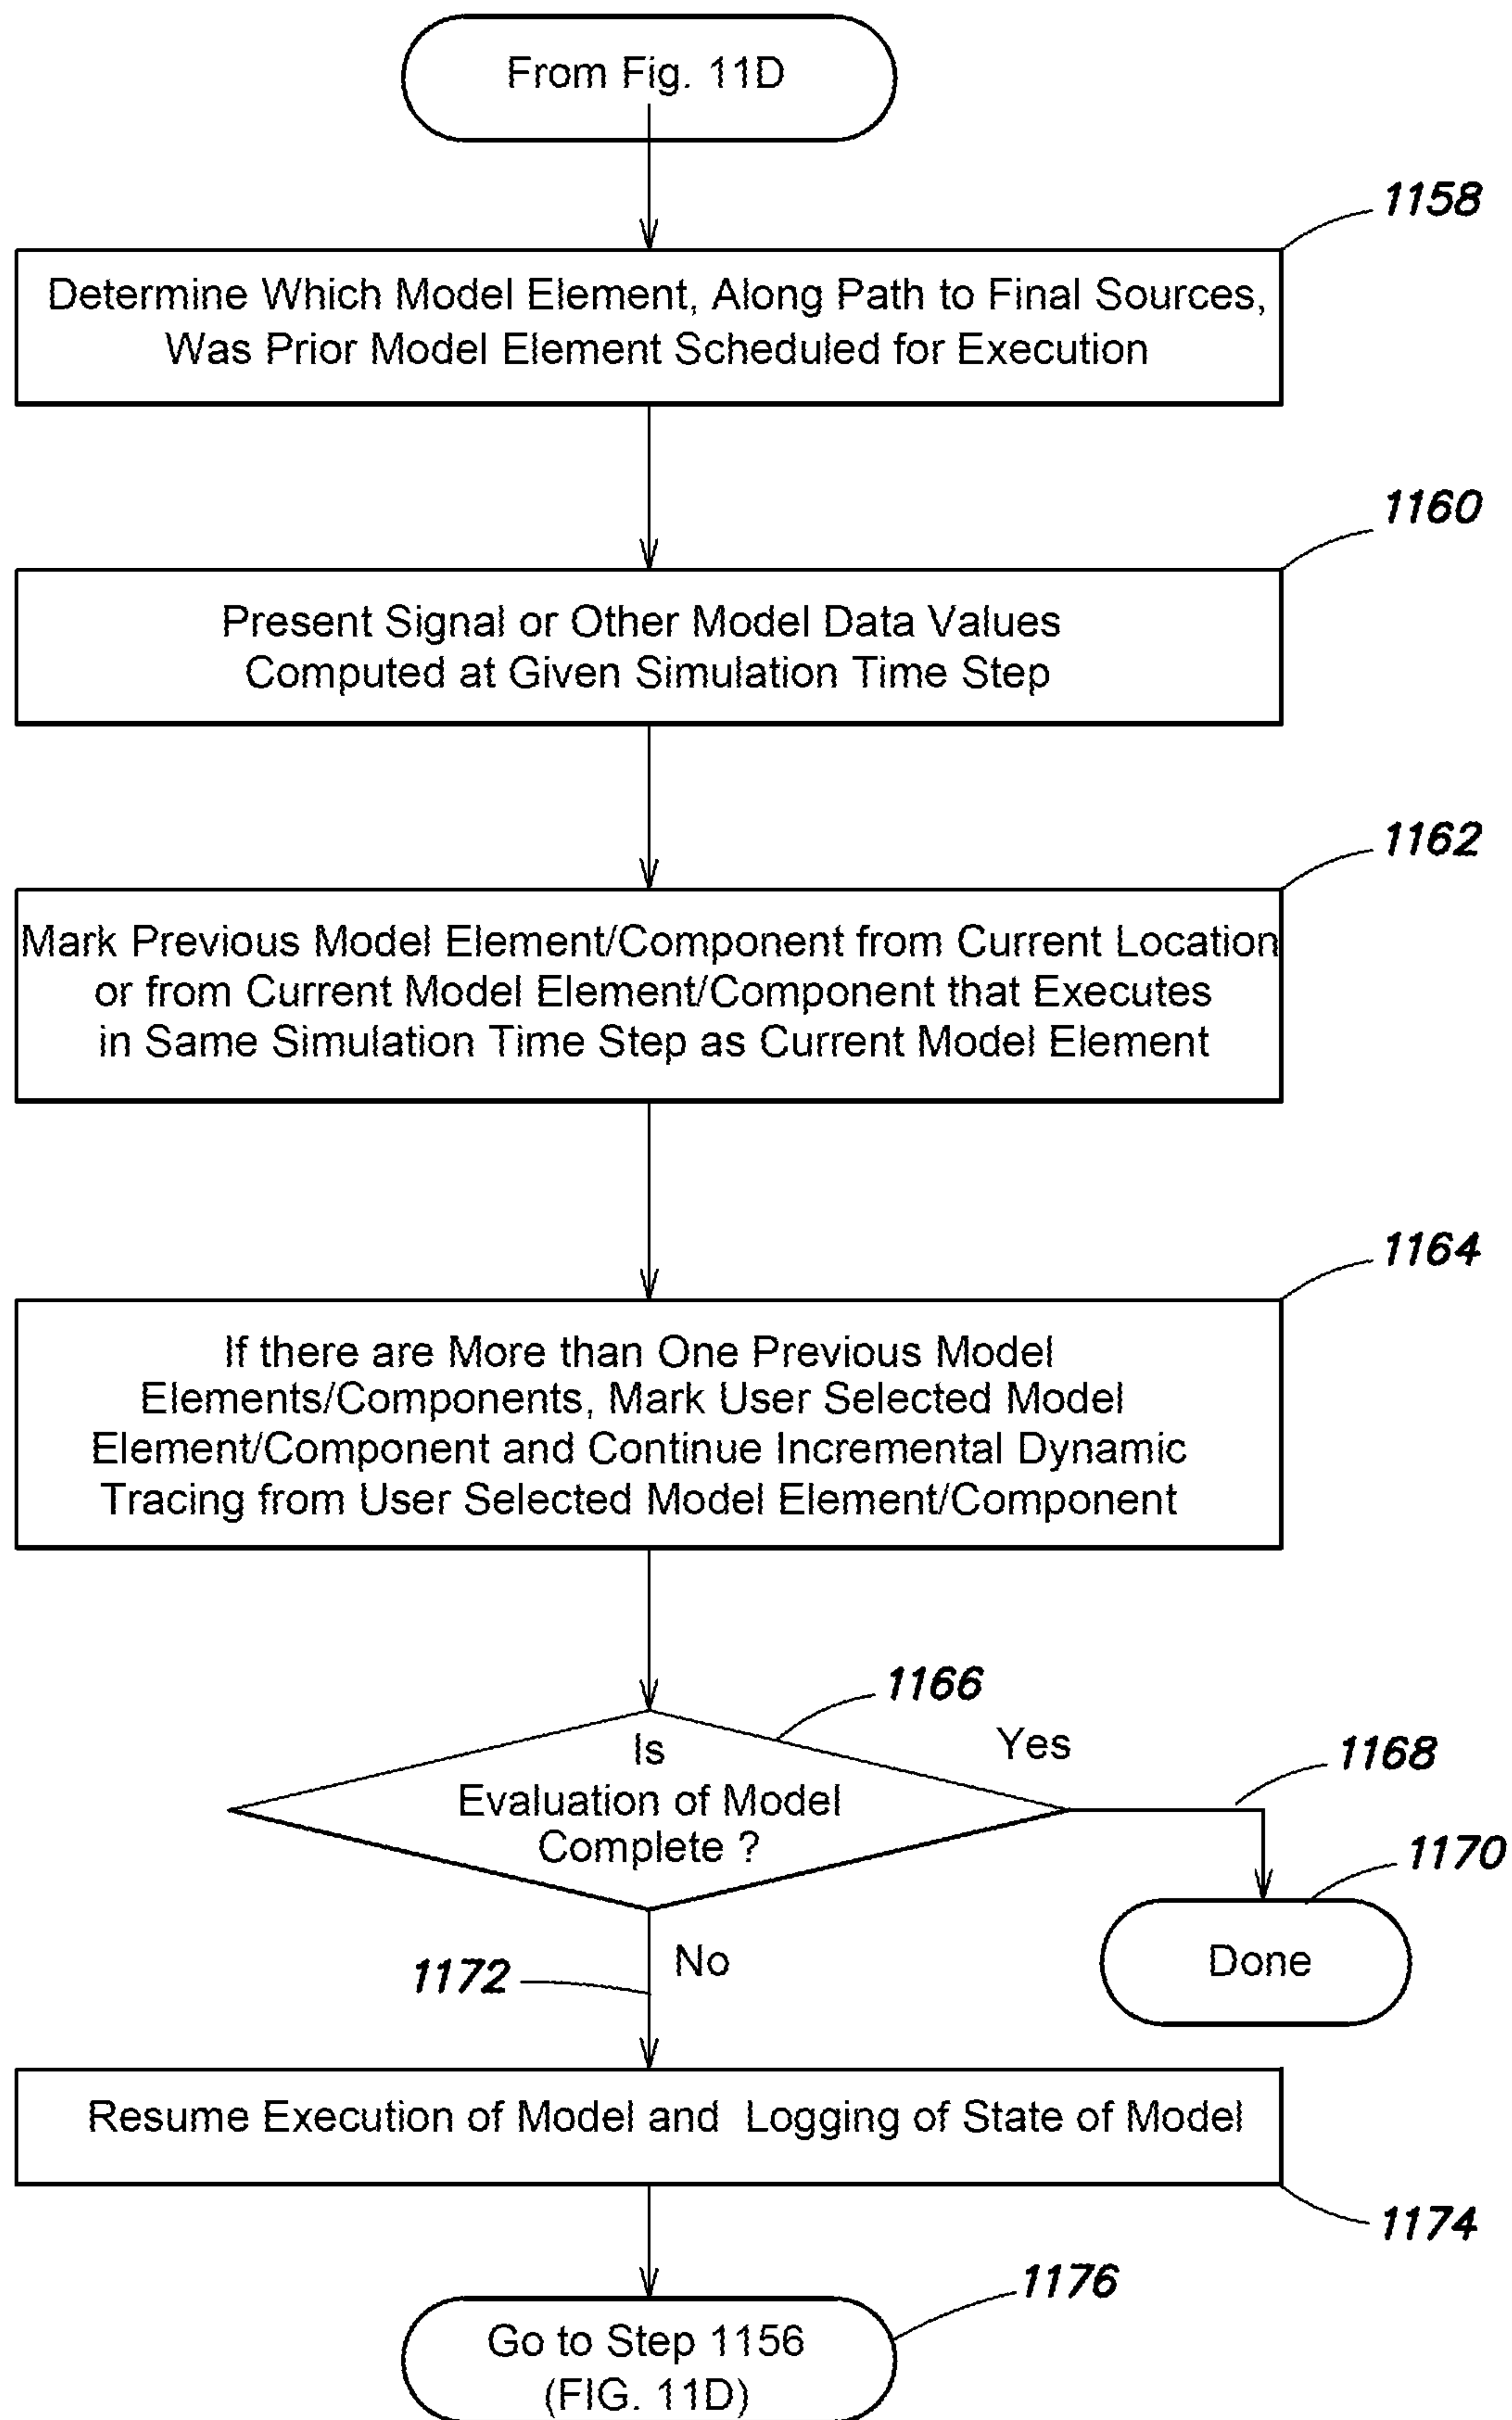 From Fig. 11D
1158
Determine Which Model Element, Along Path to Final Sources,
Was Prior Model Element Scheduled for Execution
1160
Present Signal or Other Model Data Values
Computed at Given Simulation Time Step
1162
Mark Previous Model Element/Component from Current Location
or from Current Model Element/Component that Executes
in Same Simulation Time Step as Current Model Element
1164
If there are More than One Previous Model
Elements/Components, Mark User Selected Model
Element/Component and Continue Incremental Dynamic
Tracing from User Selected Model Element/Component
1166
Is
Evaluation of Model
Complete ?
Yes
1168
1170
Done
1172
No
Resume Execution of Model and Logging of State of Model
1174
1176
Go to Step 1156
(FIG. 11D)